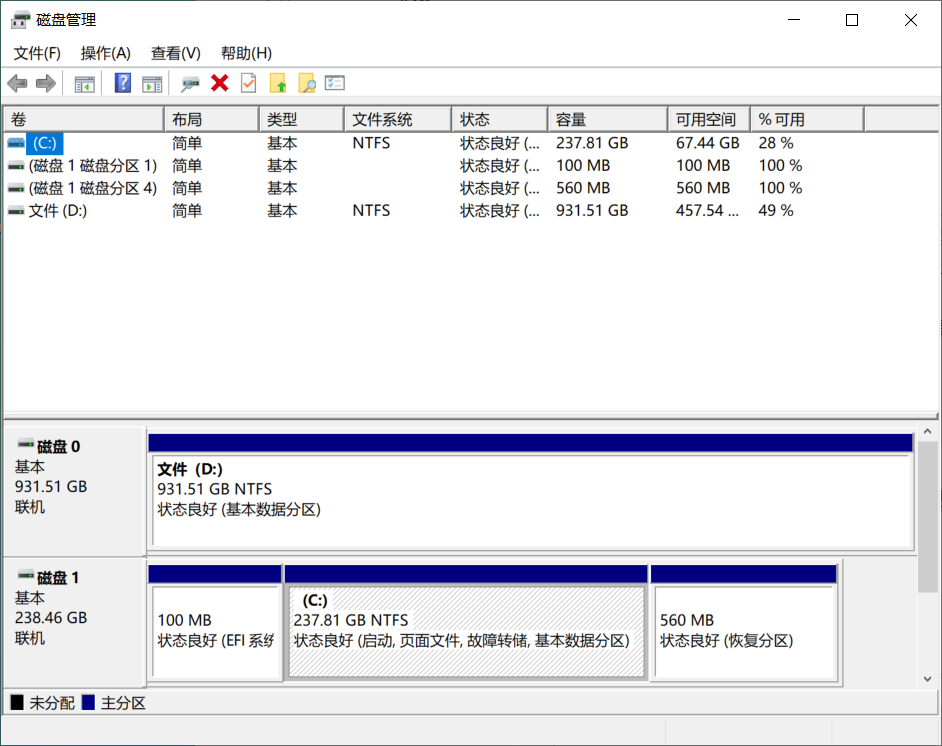 磁盘管理
文件(F) 操作(A) 查看(V) 帮助(H)
卷 布局 类型 文件系统 状态 容量 可用空间 % 可用
(C:) 简单 基本 NTFS 状态良好 (... 237.81 GB 67.44 GB 28 %
(磁盘 1 磁盘分区 1) 简单 基本 状态良好 (... 100 MB 100 MB 100 %
(磁盘 1 磁盘分区 4) 简单 基本 状态良好 (... 560 MB 560 MB 100 %
文件 (D:) 简单 基本 NTFS 状态良好 (... 931.51 GB 457.54 ... 49 %
磁盘 0
基本
931.51 GB
联机
文件 (D:)
931.51 GB NTFS
状态良好 (基本数据分区)
磁盘 1
基本
238.46 GB
联机
100 MB
状态良好 (EFI 系统
(C:)
237.81 GB NTFS
状态良好 (启动, 页面文件, 故障转储, 基本数据分区)
560 MB
状态良好 (恢复分区)
未分配 主分区